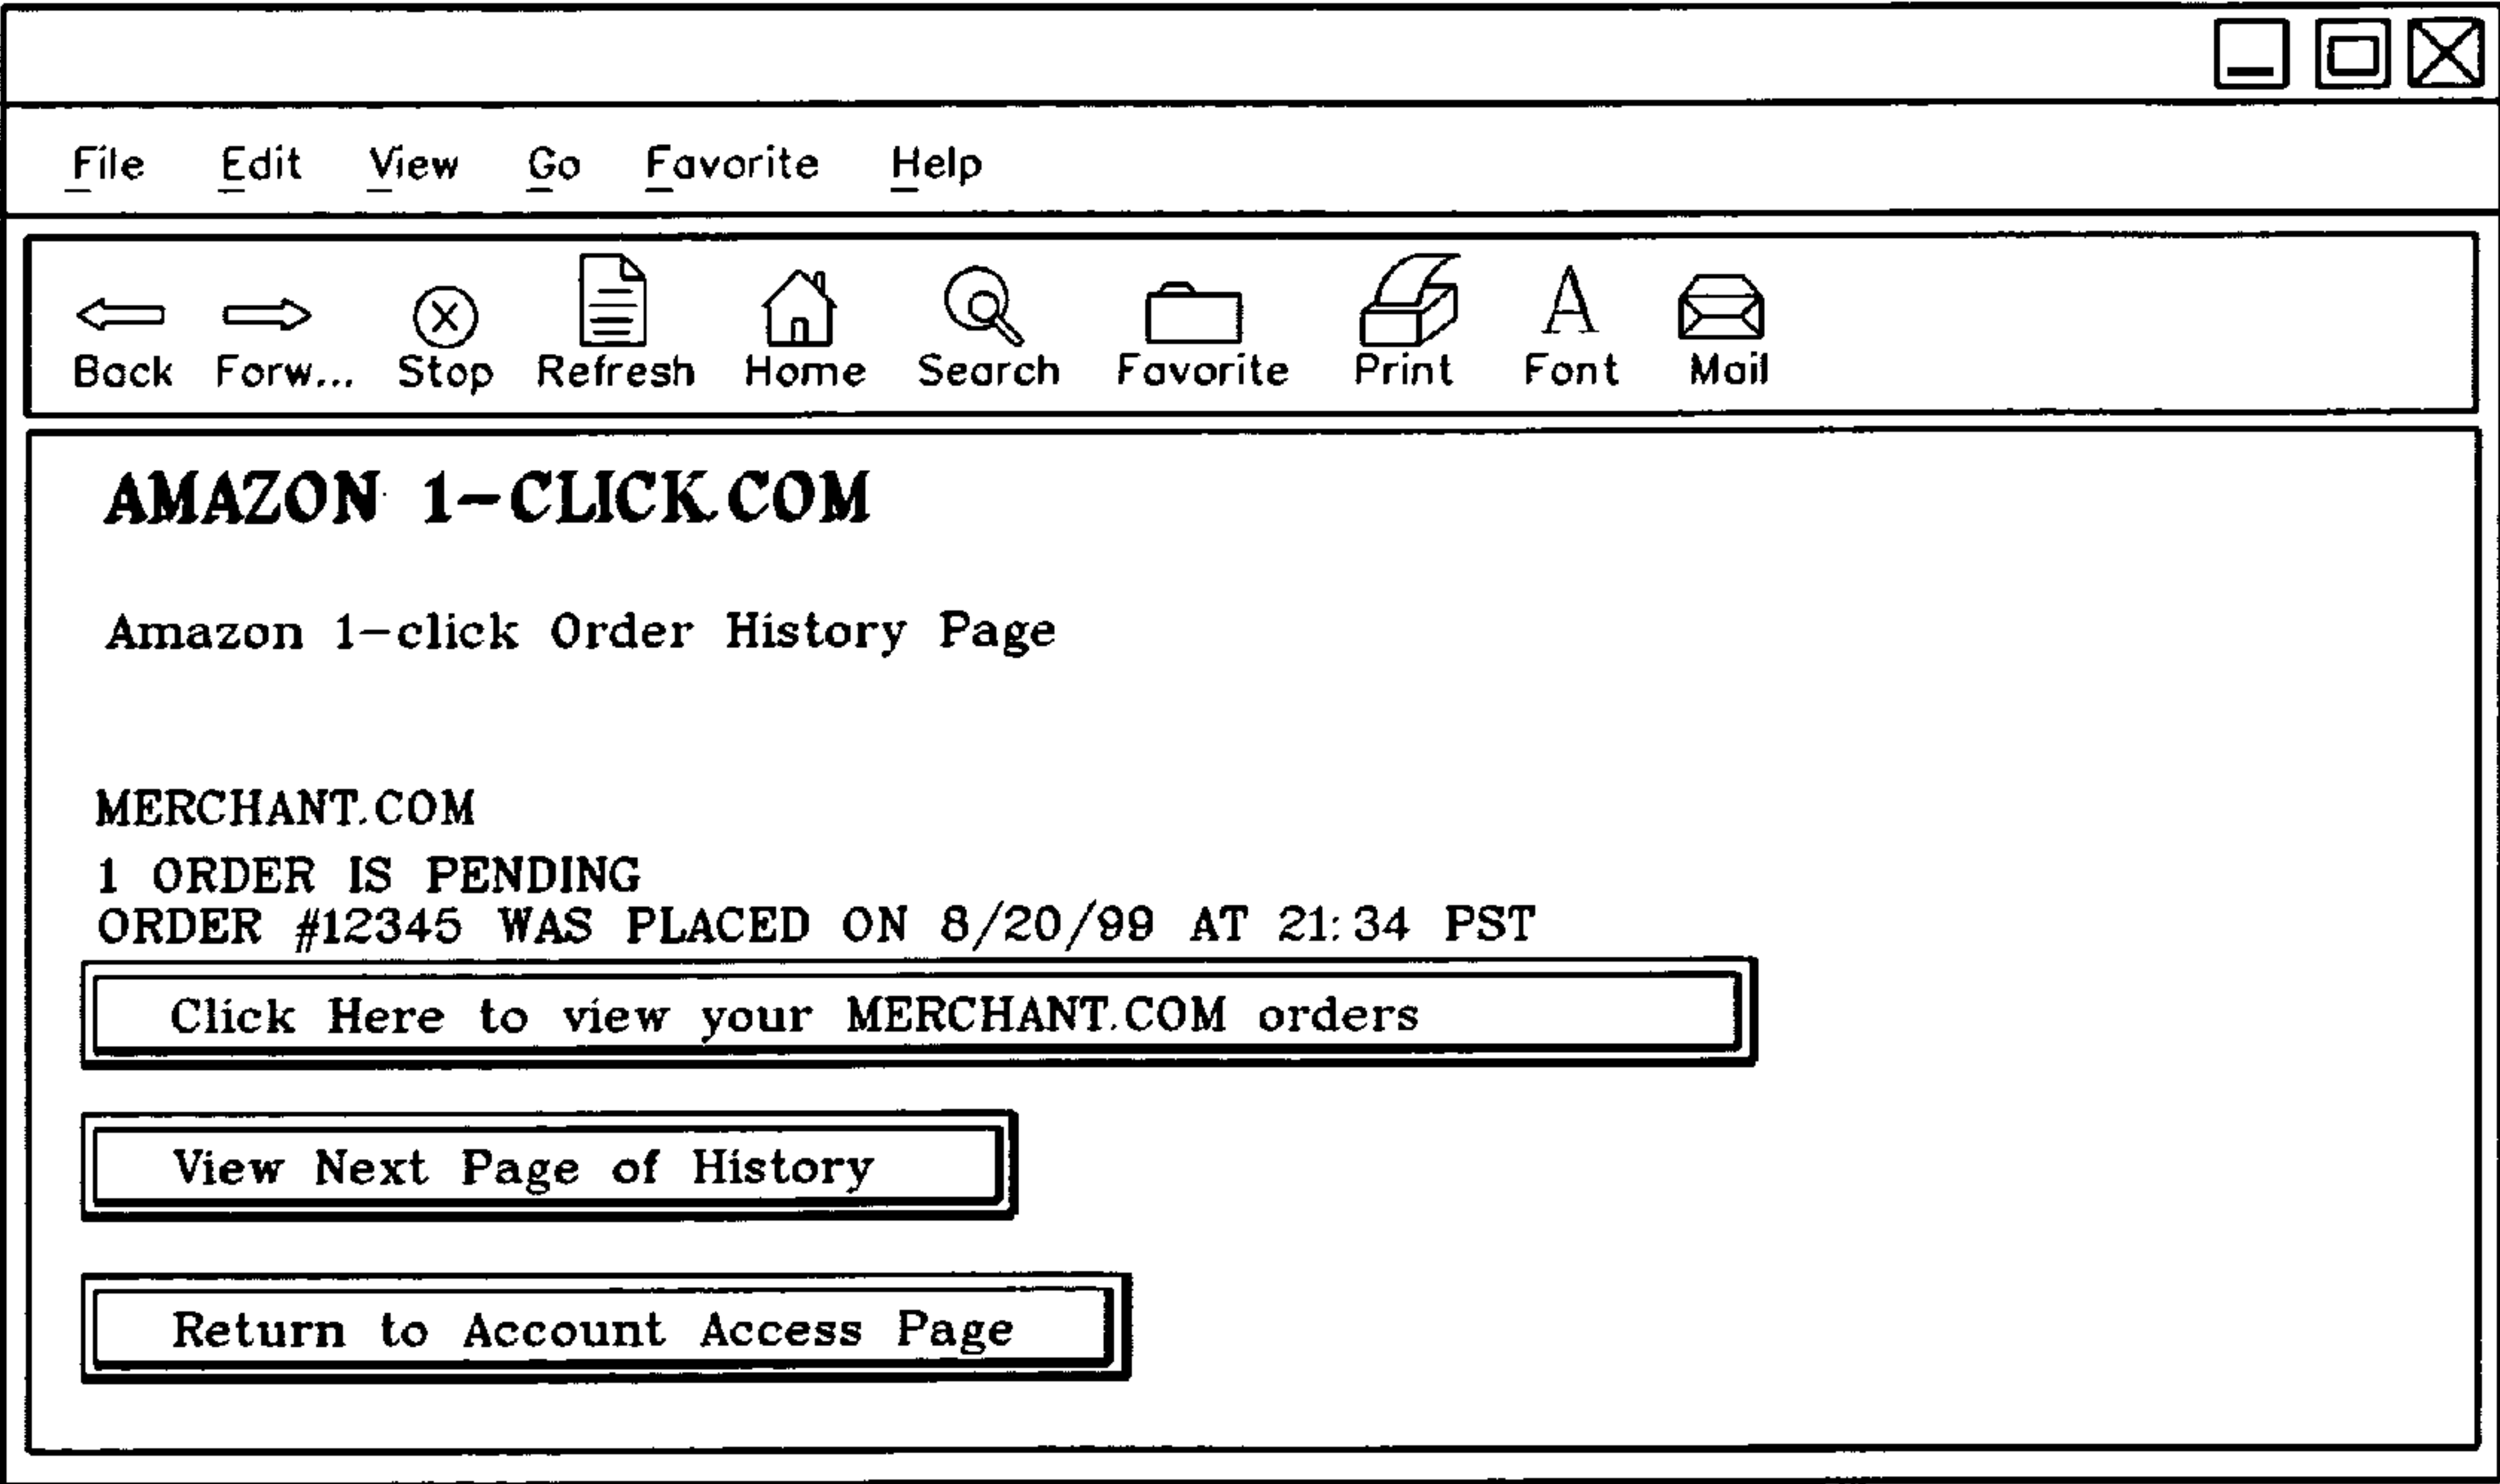 File Edit View Go Favorite Help
Back Forw... Stop Refresh Home Search Favorite Print Font Mail
AMAZON 1-CLICK.COM
Amazon 1-click Order History Page
MERCHANT.COM
1 ORDER IS PENDING
ORDER #12345 WAS PLACED ON 8/20/99 AT 21:34 PST
Click Here to view your MERCHANT.COM orders
View Next Page of History
Return to Account Access Page